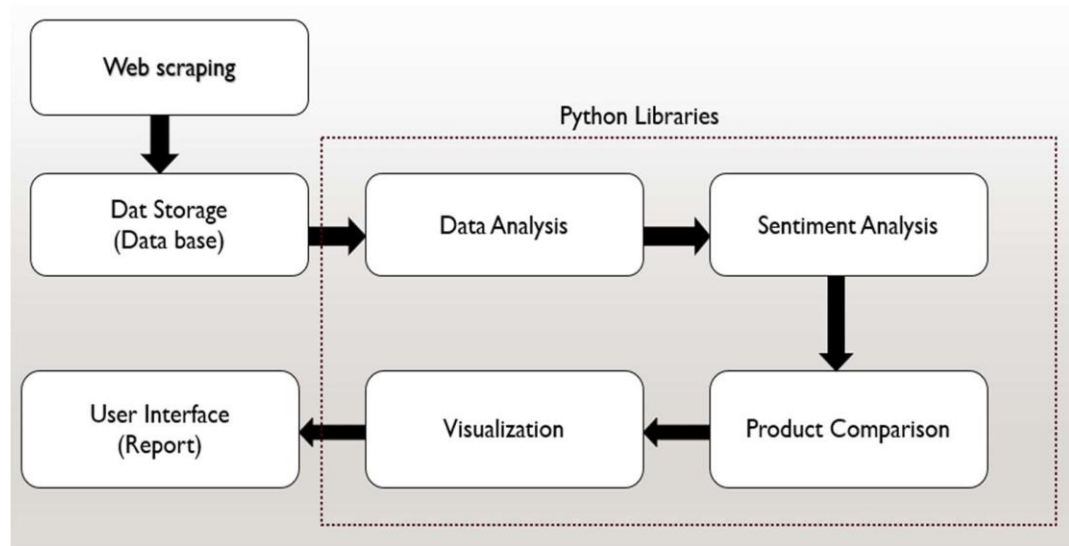 Web scraping
Python Libraries
Dat Storage
(Data base)
Data Analysis
Sentiment Analysis
User Interface
(Report)
Visualization
Product Comparison